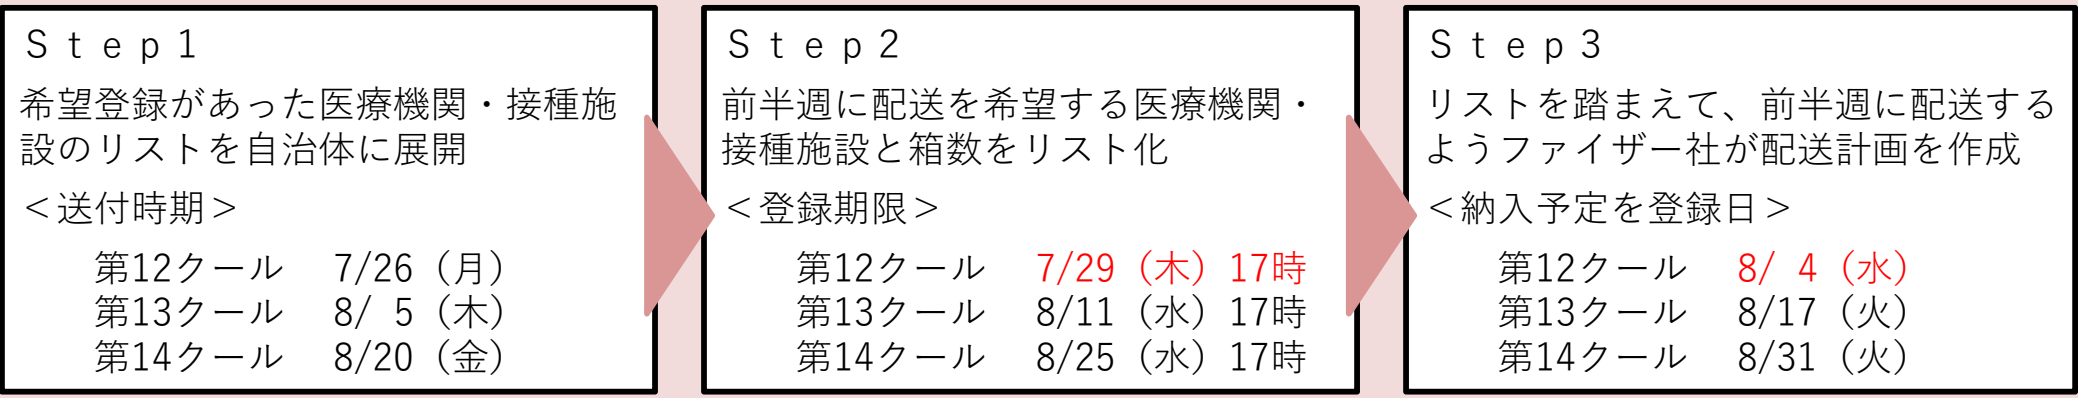 Ｓｔｅｐ１
希望登録があった医療機関・接種施
設のリストを自治体に展開
＜送付時期＞
第12クール　7/26（月）
第13クール　8/ 5（木）
第14クール　8/20（金）
Ｓｔｅｐ２
前半週に配送を希望する医療機関・
接種施設と箱数をリスト化
＜登録期限＞
第12クール　7/29（木）17時
第13クール　8/11（水）17時
第14クール　8/25（水）17時
Ｓｔｅｐ３
リストを踏まえて、前半週に配送する
ようファイザー社が配送計画を作成
＜納入予定を登録日＞
第12クール　8/ 4（水）
第13クール　8/17（火）
第14クール　8/31（火）